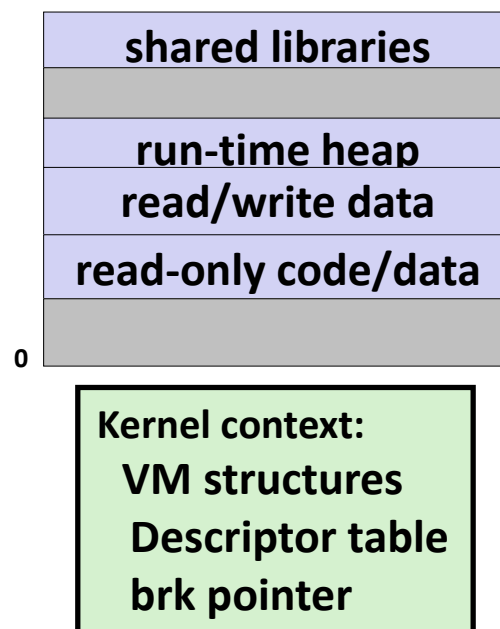 shared libraries
run-time heap
read/write data
read-only code/data
0
Kernel context:
VM structures
Descriptor table
brk pointer